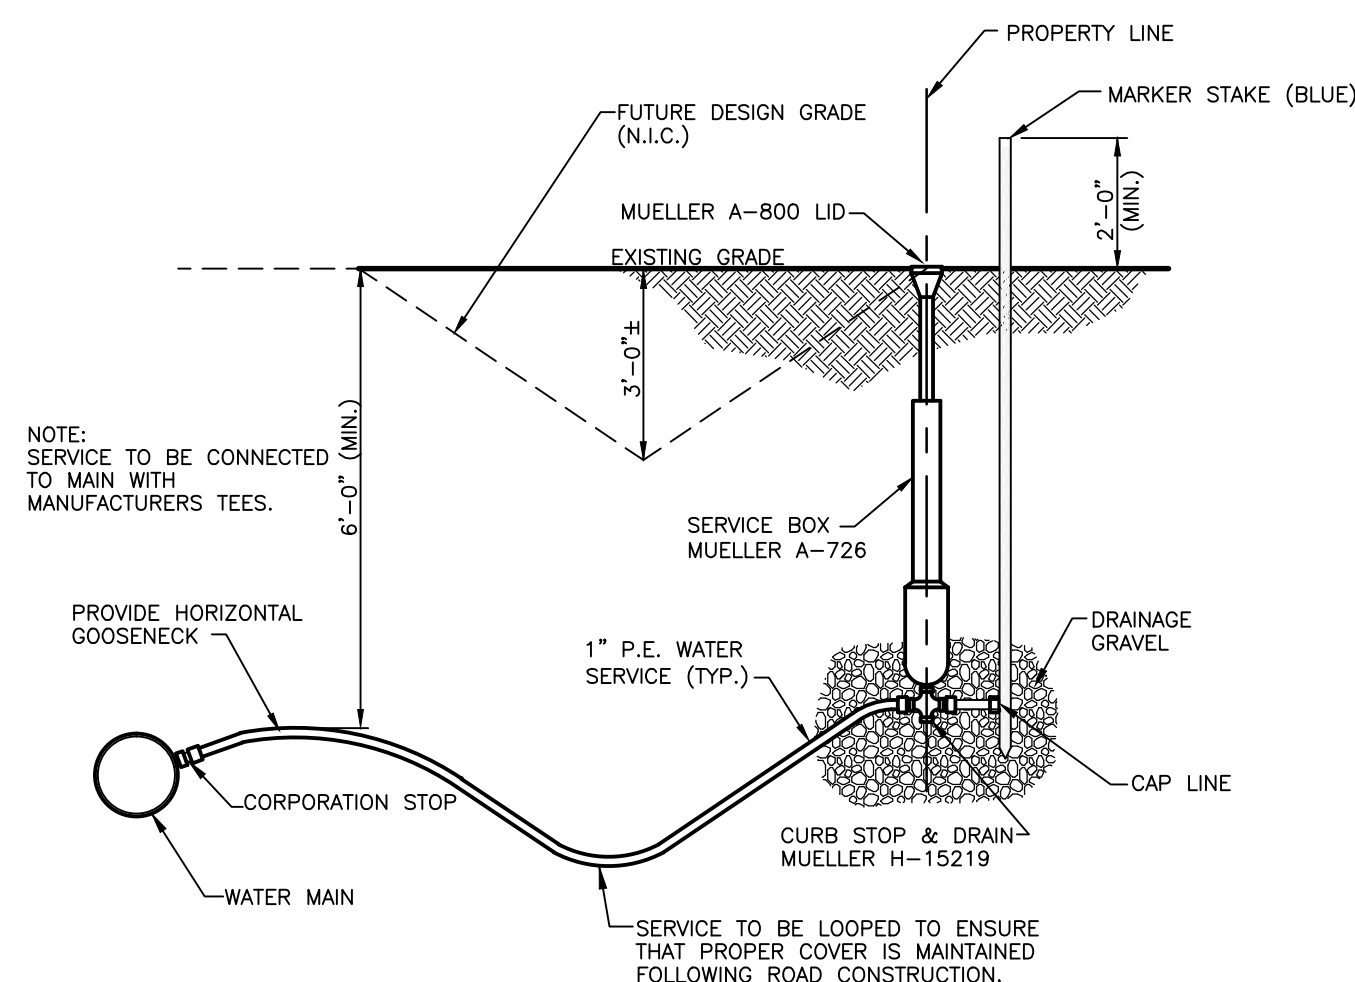 PROPERTY LINE
MARKER STAKE (BLUE)
FUTURE DESIGN GRADE
(N.I.C.)
2'-0"
(MIN.)
MUELLER A-800 LID
EXISTING GRADE
3'-0"±
6'-0" (MIN.)
NOTE:
SERVICE TO BE CONNECTED
TO MAIN WITH
MANUFACTURERS TEES.
SERVICE BOX
MUELLER A-726
PROVIDE HORIZONTAL
GOOSENECK
1" P.E. WATER
SERVICE (TYP.)
DRAINAGE
GRAVEL
CORPORATION STOP
CAP LINE
CURB STOP & DRAIN
MUELLER H-15219
WATER MAIN
SERVICE TO BE LOOPED TO ENSURE
THAT PROPER COVER IS MAINTAINED
FOLLOWING ROAD CONSTRUCTION.